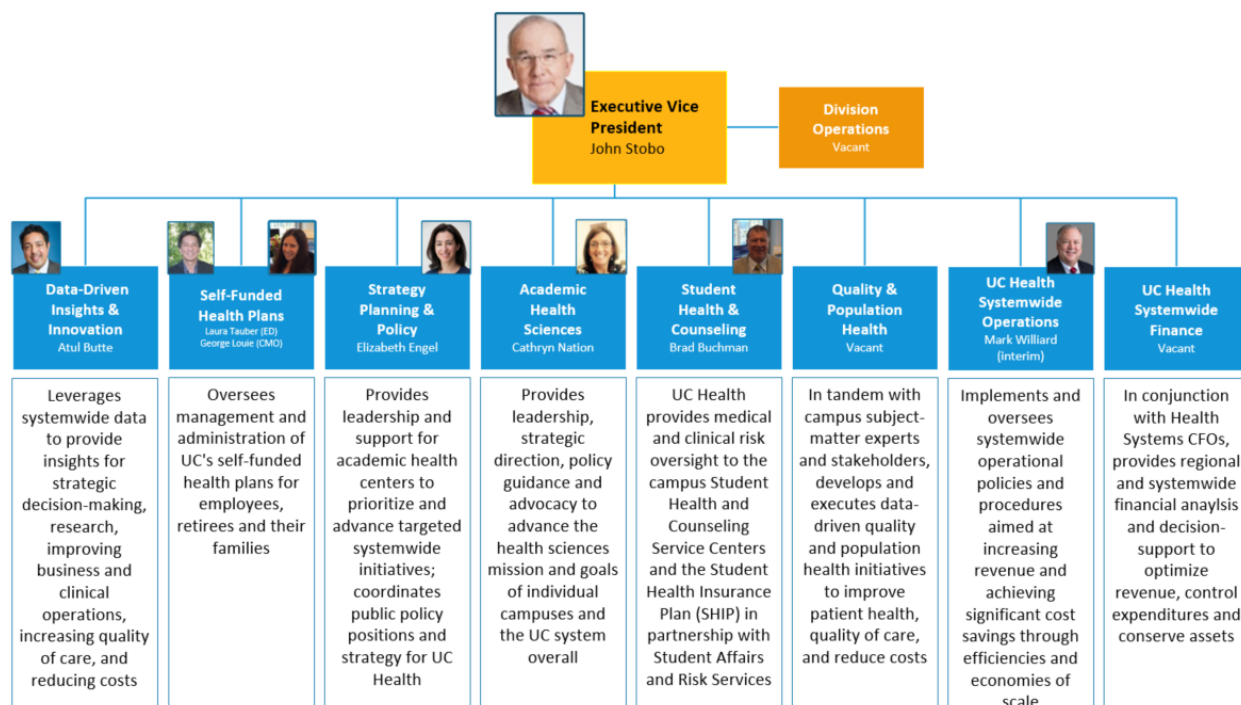 Executive Vice
President
John Stobo
Division
Operations
Vacant
Data-Driven
Insights &
Innovation
Atul Butte
Self-Funded
Health Plans
Laura Tauber (ED)
George Louie (CMO)
Strategy
Planning &
Policy
Elizabeth Engel
Academic
Health
Sciences
Cathryn Nation
Student
Health &
Counseling
Brad Buchman
Quality &
Population
Health
Vacant
UC Health
Systemwide
Operations
Mark Williard
(interim)
UC Health
Systemwide
Finance
Vacant
Leverages
systemwide data
to provide
insights for
strategic
decision-making,
research,
improving
business and
clinical
operations,
increasing quality
of care, and
reducing costs
Oversees
management and
administration of
UC's self-funded
health plans for
employees,
retirees and their
families
Provides
leadership and
support for
academic health
centers to
prioritize and
advance targeted
systemwide
initiatives;
coordinates
public policy
positions and
strategy for UC
Health
Provides
leadership,
strategic
direction, policy
guidance and
advocacy to
advance the
health sciences
mission and goals
of individual
campuses and
the UC system
overall
UC Health
provides medical
and clinical risk
oversight to the
campus Student
Health and
Counseling
Service Centers
and the Student
Health Insurance
Plan (SHIP) in
partnership with
Student Affairs
and Risk Services
In tandem with
campus subject-
matter experts
and stakeholders,
develops and
executes data-
driven quality
and population
health initiatives
to improve
patient health,
quality of care,
and reduce costs
Implements and
oversees
systemwide
operational
policies and
procedures
aimed at
increasing
revenue and
achieving
significant cost
savings through
efficiencies and
economies of
scale
In conjunction
with Health
Systems CFOs,
provides regional
and systemwide
financial anaylsis
and decision-
support to
optimize
revenue, control
expenditures and
conserve assets